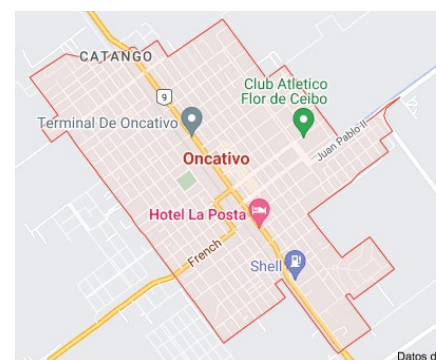 CATANGO
9
Club Atletico
Flor de Ceibo
Terminal De Oncativo
Juan Pablo II
Oncativo
Hotel La Posta
French
Shell
Datos d